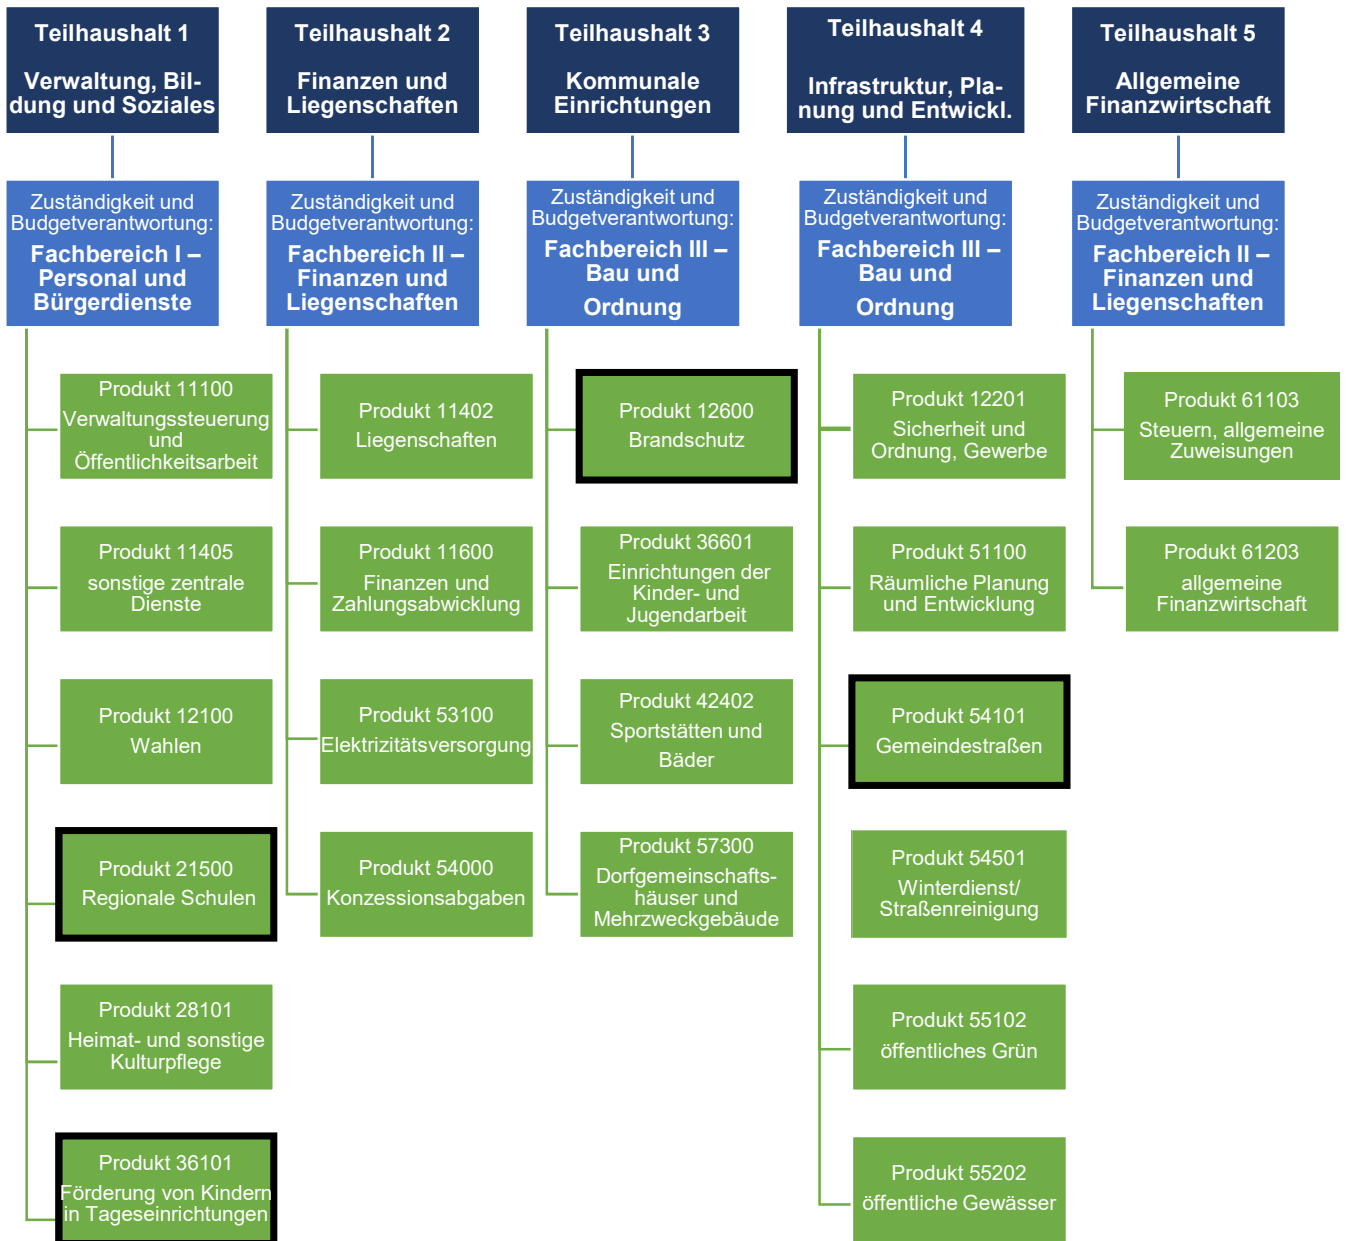 Teilhaushalt 1
Verwaltung, Bil-
dung und Soziales
Zuständigkeit und
Budgetverantwortung:
Fachbereich I –
Personal und
Bürgerdienste
Produkt 11100
Verwaltungssteuerung
und
Öffentlichkeitsarbeit
Produkt 11405
sonstige zentrale
Dienste
Produkt 12100
Wahlen
Produkt 21500
Regionale Schulen
Produkt 28101
Heimat- und sonstige
Kulturpflege
Produkt 36101
Förderung von Kindern
in Tageseinrichtungen
Teilhaushalt 2
Finanzen und
Liegenschaften
Zuständigkeit und
Budgetverantwortung:
Fachbereich II –
Finanzen und
Liegenschaften
Produkt 11402
Liegenschaften
Produkt 11600
Finanzen und
Zahlungsabwicklung
Produkt 53100
Elektrizitätsversorgung
Produkt 54000
Konzessionsabgaben
Teilhaushalt 3
Kommunale
Einrichtungen
Zuständigkeit und
Budgetverantwortung:
Fachbereich III –
Bau und
Ordnung
Produkt 12600
Brandschutz
Produkt 36601
Einrichtungen der
Kinder- und
Jugendarbeit
Produkt 42402
Sportstätten und
Bäder
Produkt 57300
Dorfgemeinschafts-
häuser und
Mehrzweckgebäude
Teilhaushalt 4
Infrastruktur, Pla-
nung und Entwickl.
Zuständigkeit und
Budgetverantwortung:
Fachbereich III –
Bau und
Ordnung
Produkt 12201
Sicherheit und
Ordnung, Gewerbe
Produkt 51100
Räumliche Planung
und Entwicklung
Produkt 54101
Gemeindestraßen
Produkt 54501
Winterdienst/
Straßenreinigung
Produkt 55102
öffentliches Grün
Produkt 55202
öffentliche Gewässer
Teilhaushalt 5
Allgemeine
Finanzwirtschaft
Zuständigkeit und
Budgetverantwortung:
Fachbereich II –
Finanzen und
Liegenschaften
Produkt 61103
Steuern, allgemeine
Zuweisungen
Produkt 61203
allgemeine
Finanzwirtschaft